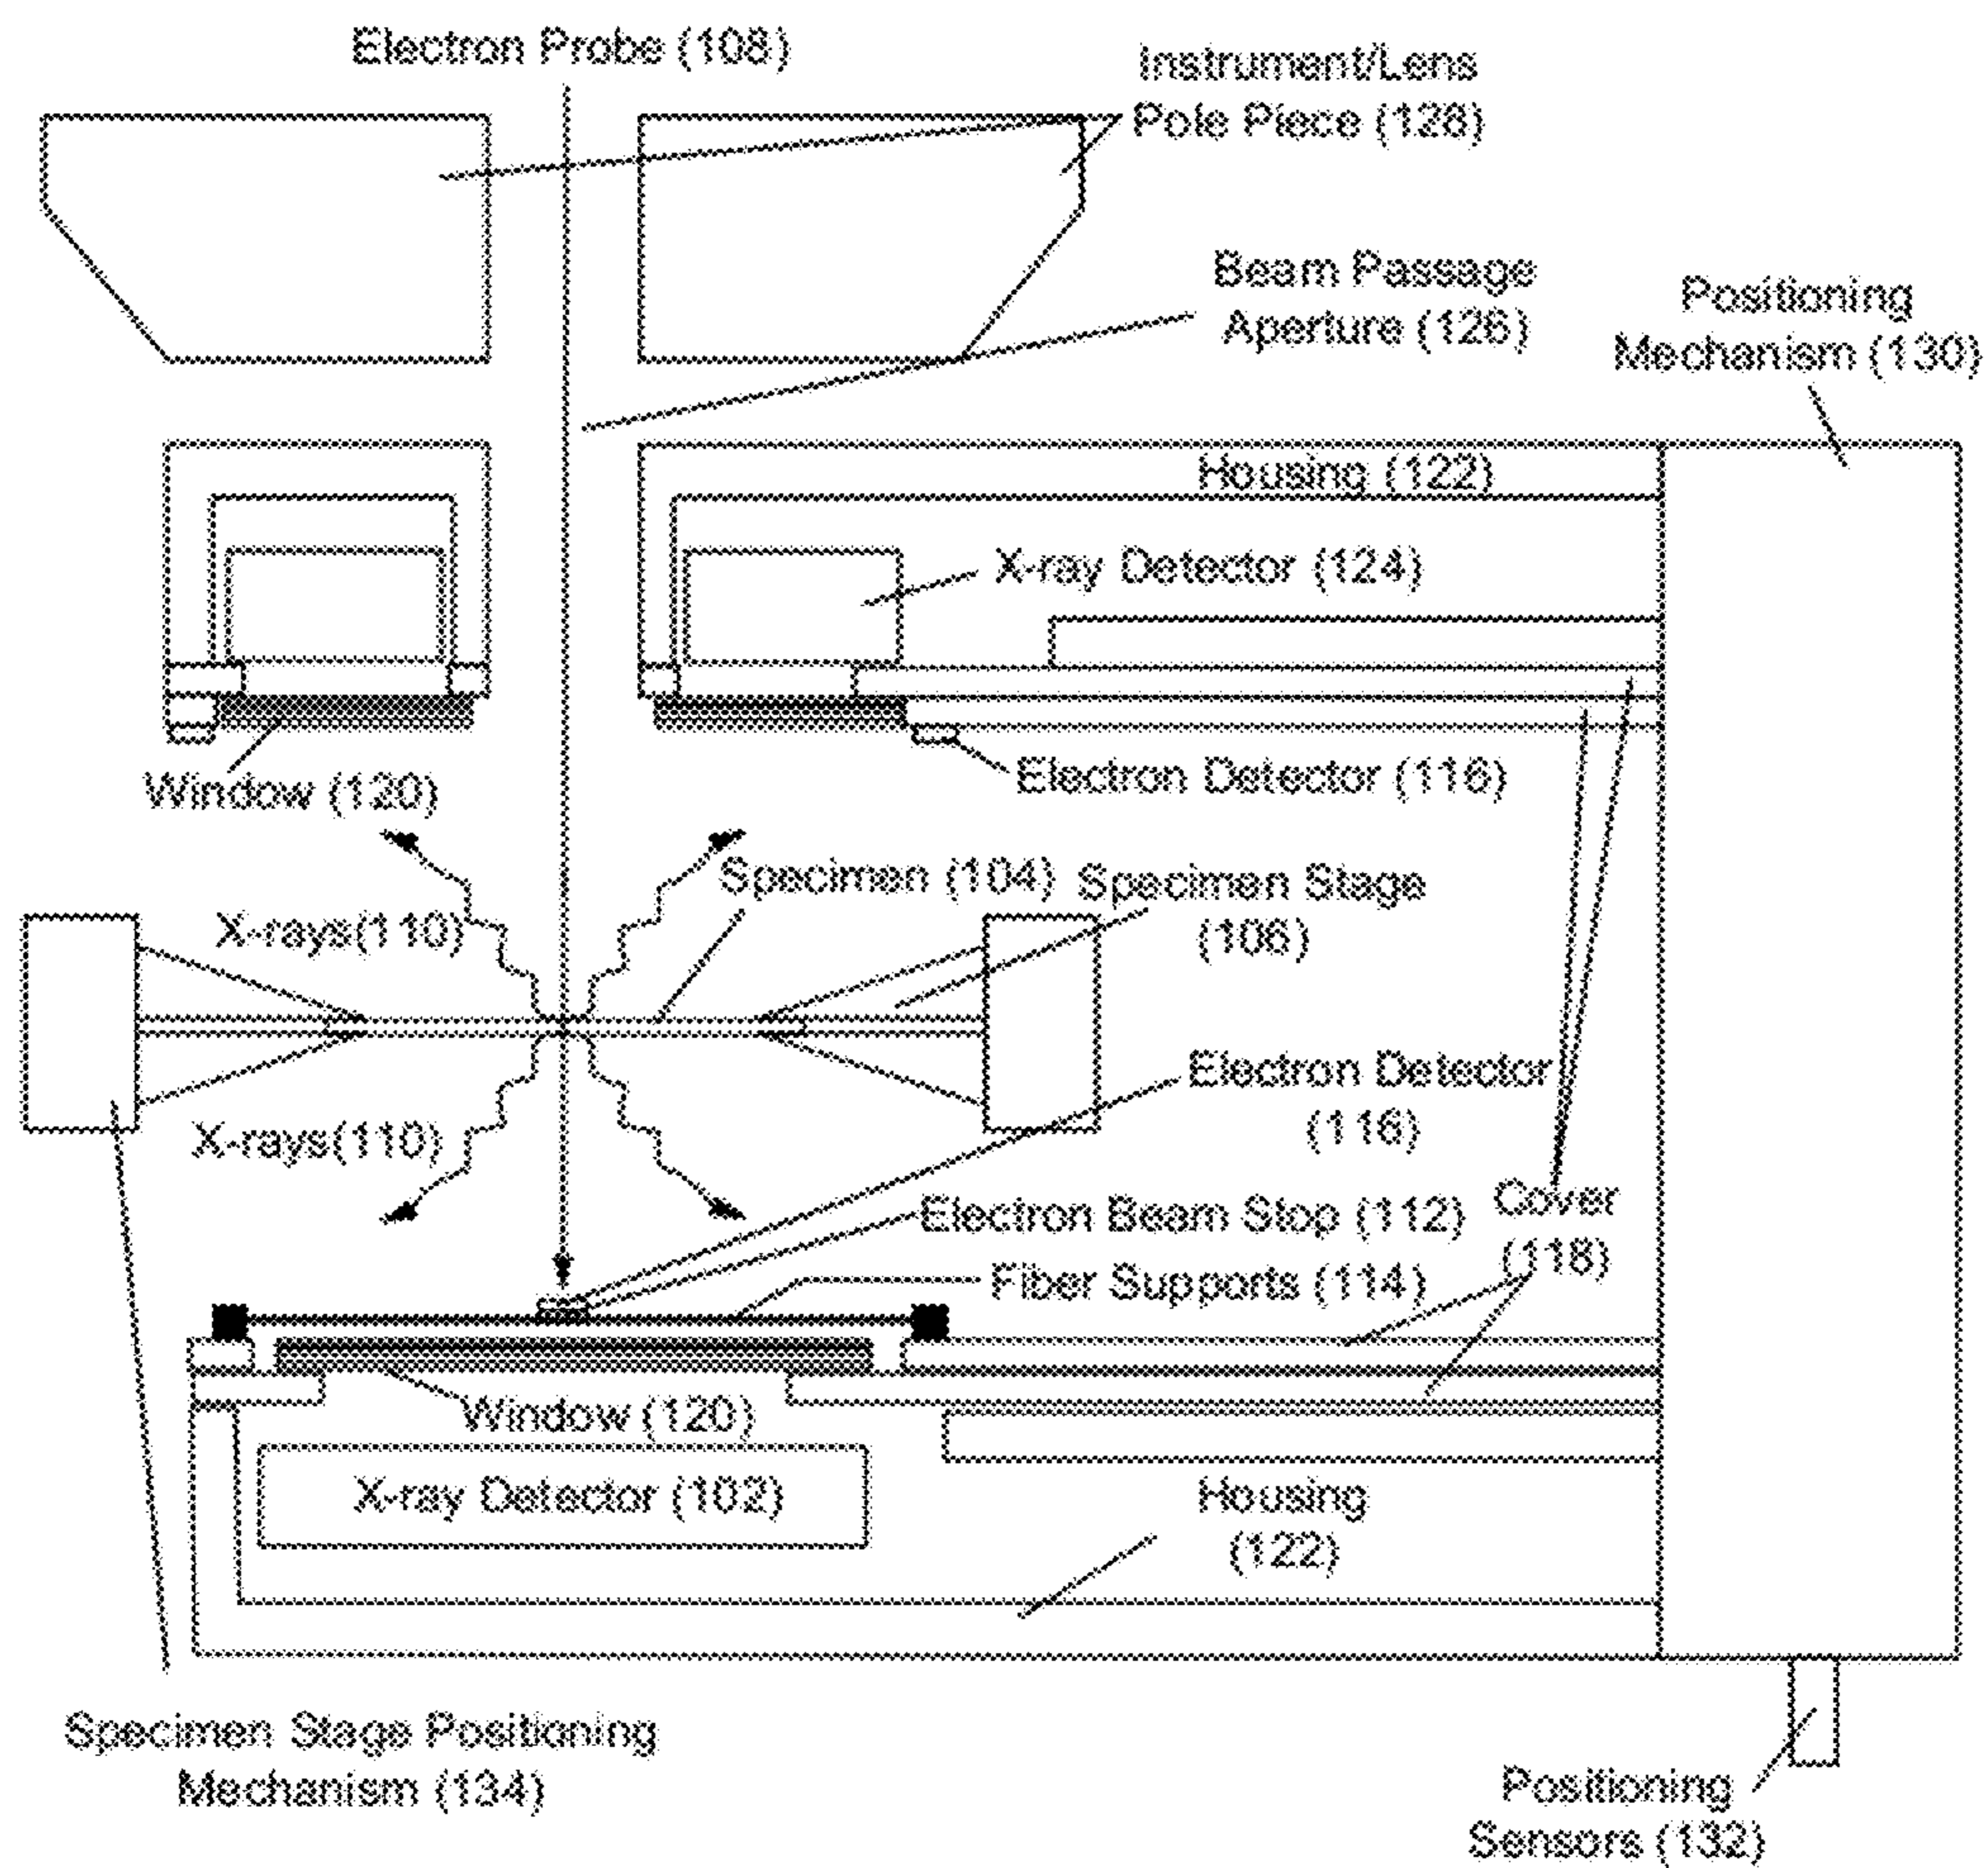 Electron Probe (108)
Instrument/Lens
Pole Piece (128)
Beam Passage
Aperture (126)
Positioning
Mechanism (130)
Housing (122)
X-ray Detector (124)
Window (120)
Electron Detector (116)
Specimen (104)
Specimen Stage
(106)
X-rays(110)
Electron Detector
(116)
X-rays(110)
Electron Beam Stop (112)
Cover
(118)
Fiber Supports (114)
Window (120)
X-ray Detector (102)
Housing
(122)
Specimen Stage Positioning
Mechanism (134)
Positioning
Sensors (132)